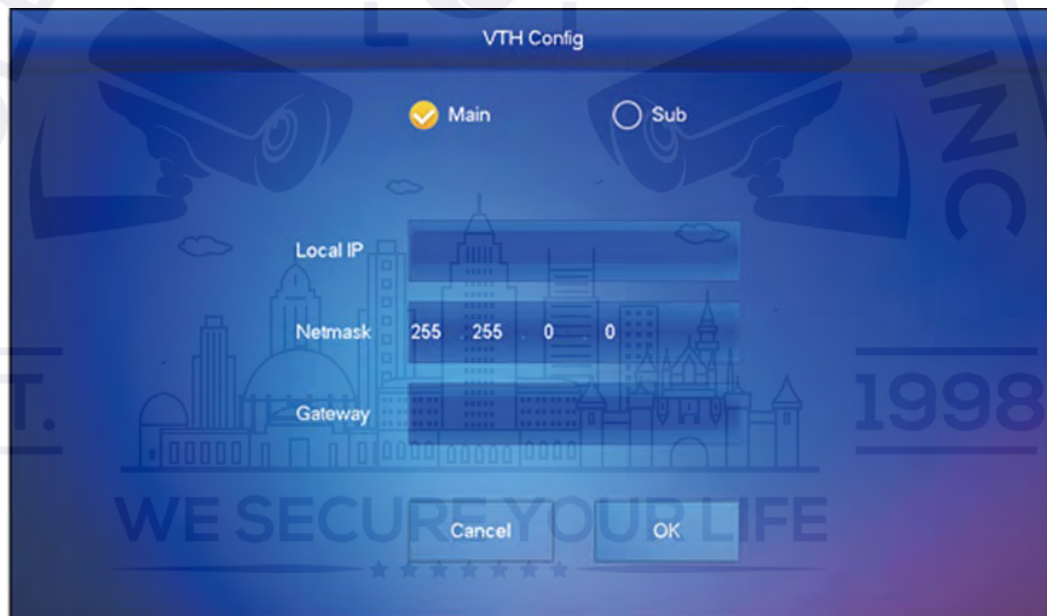 VTH Config
Main Sub
Local IP
Netmask 255 . 255 . 0 . 0
Gateway
Cancel OK
WE SECURE YOUR LIFE
1998
T.
, INC